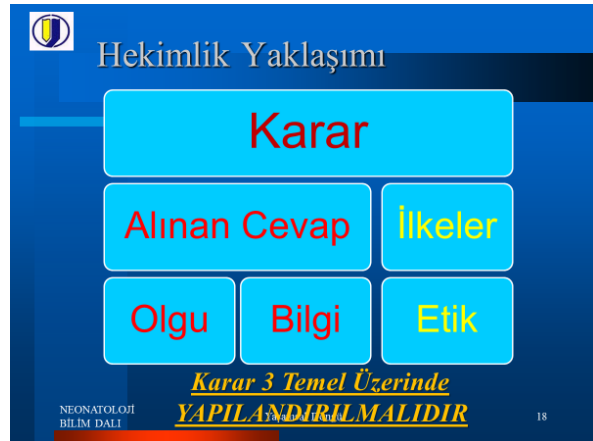 Hekimlik Yaklaşımı
Karar
Alınan Cevap
İlkeler
Olgu
Bilgi
Etik
Karar 3 Temel Üzerinde
YAPILANDIRILMALIDIR
NEONATOLOJİ
BİLİM DALI
18